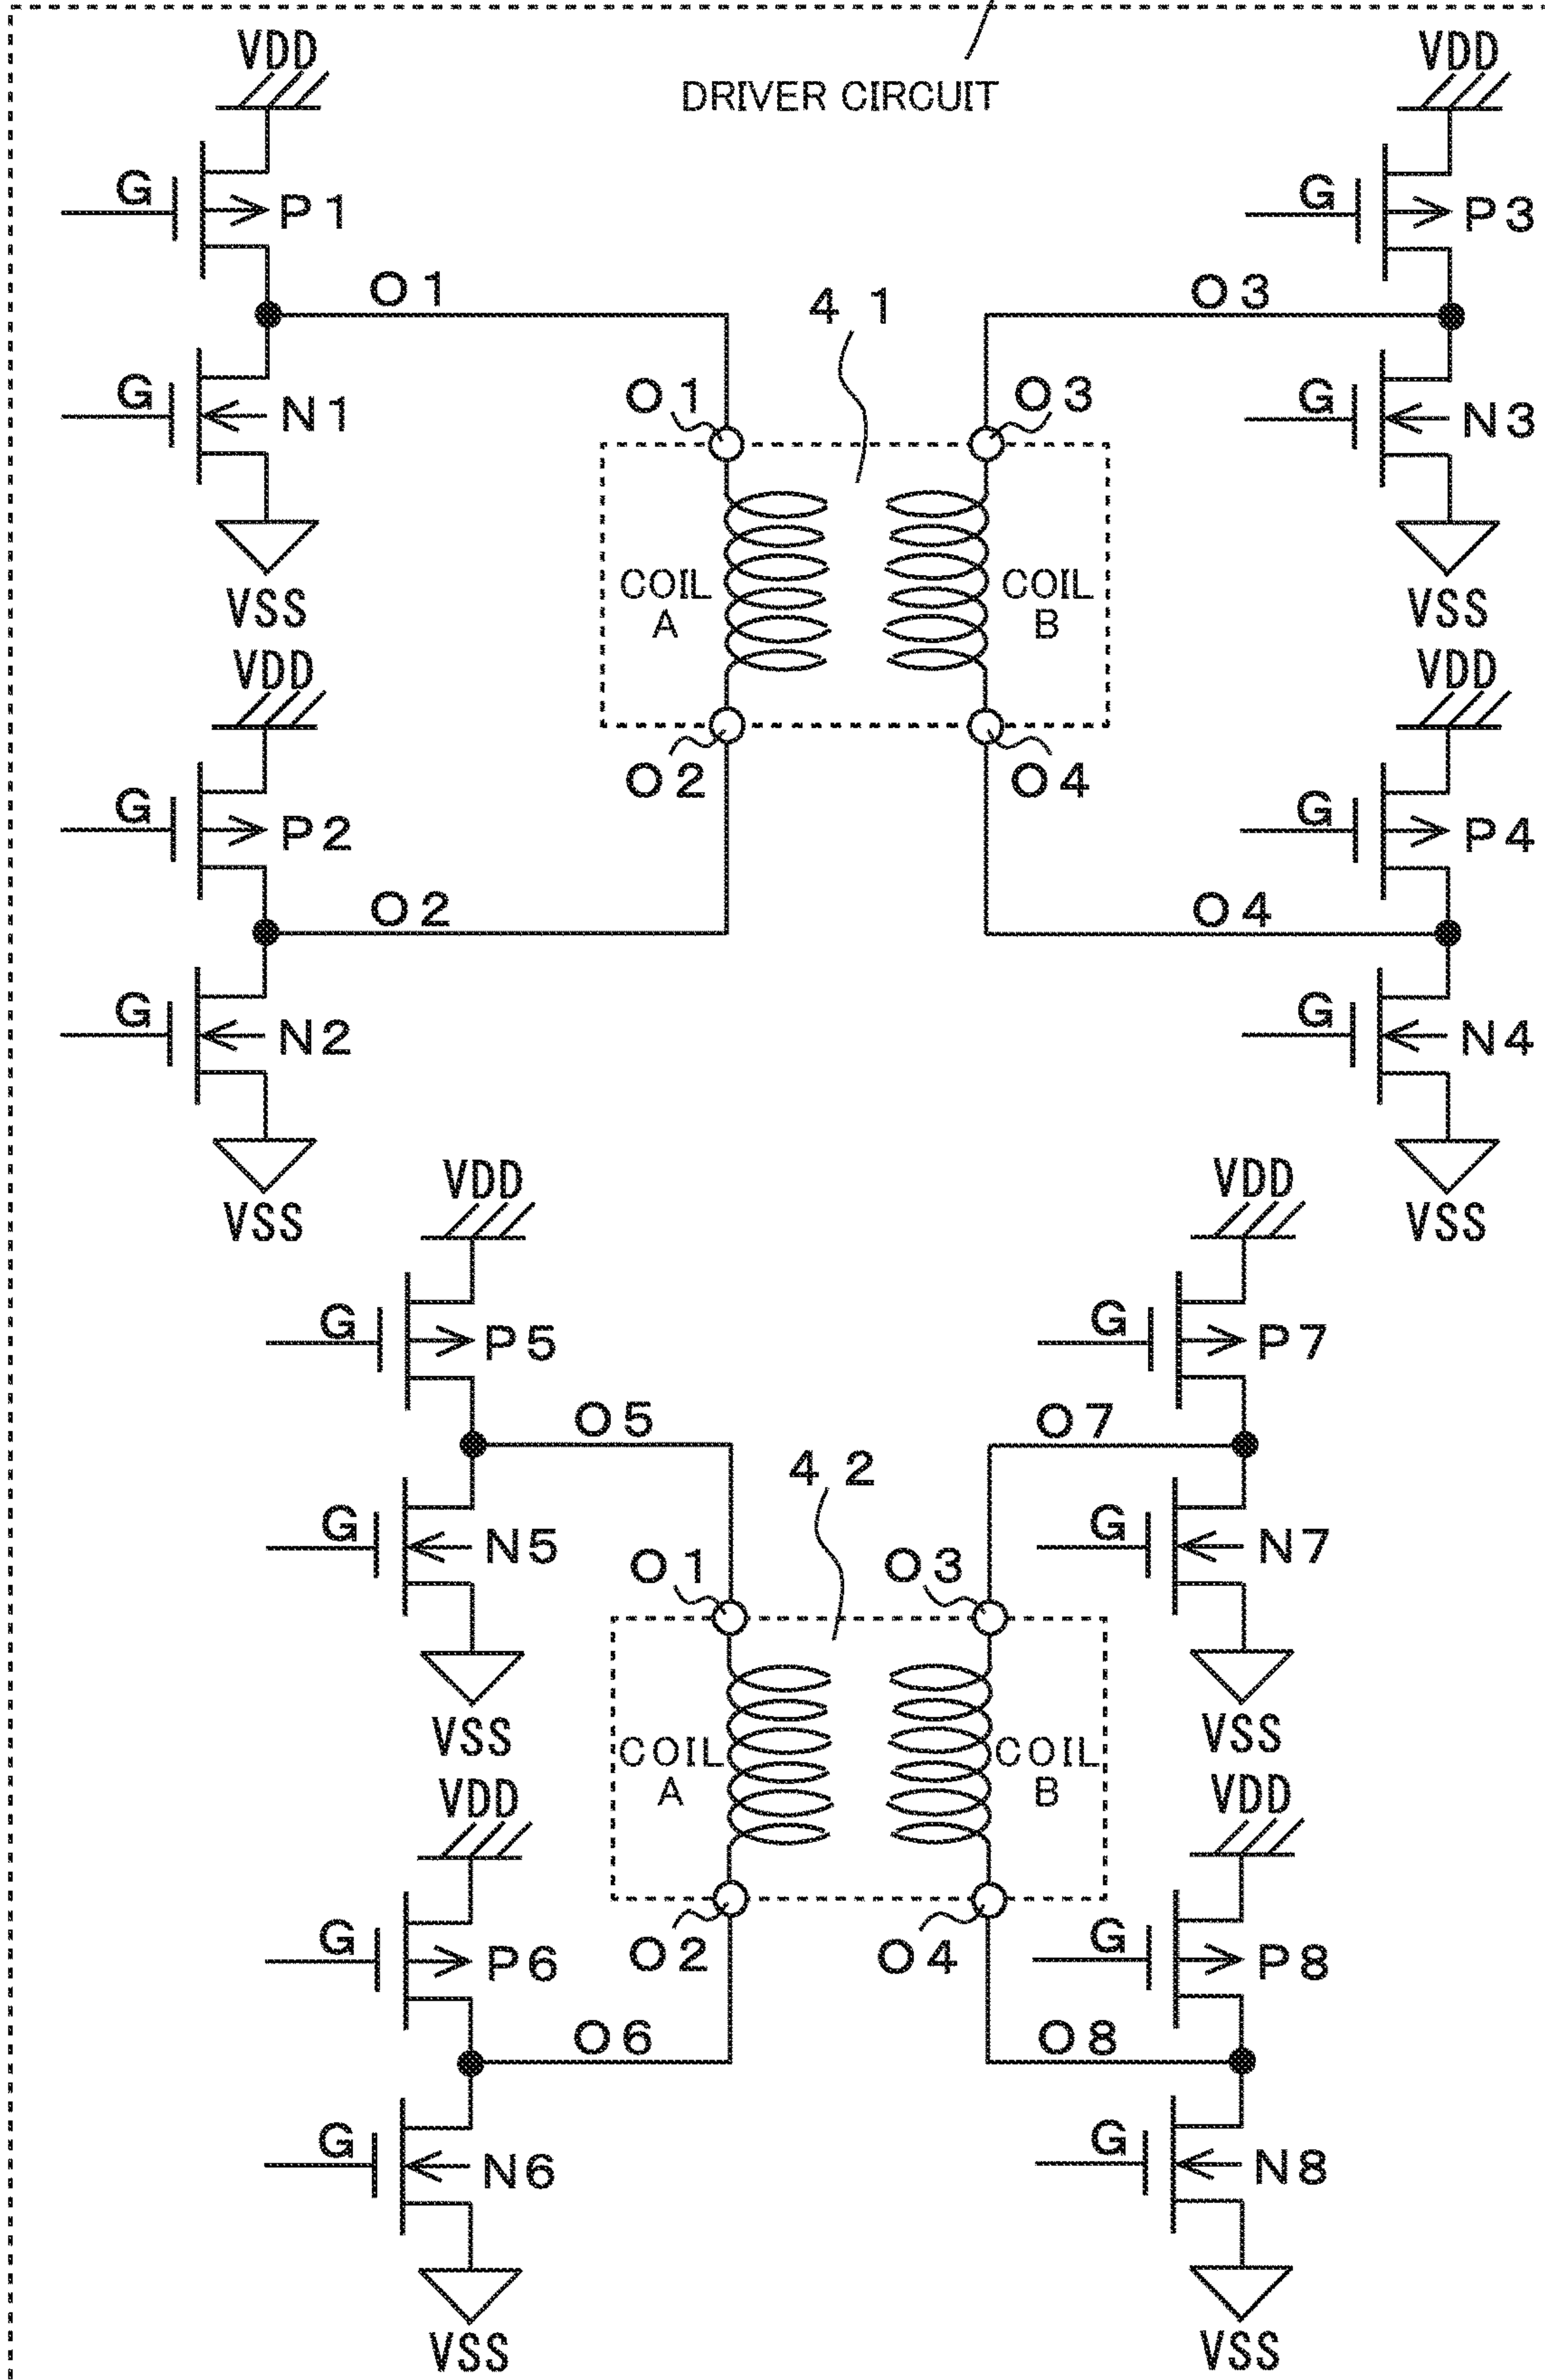 DRIVER CIRCUIT
VDD
G
P1
O1
G
N1
VSS
VDD
G
P2
O2
G
N2
VSS
41
O1
O3
COIL A
COIL B
O2
O4
VDD
G
P3
O3
G
N3
VSS
VDD
G
P4
O4
G
N4
VSS
VDD
G
P5
O5
G
N5
VSS
VDD
G
P6
O6
G
N6
VSS
42
O1
O3
COIL A
COIL B
O2
O4
VDD
G
P7
O7
G
N7
VSS
VDD
G
P8
O8
G
N8
VSS